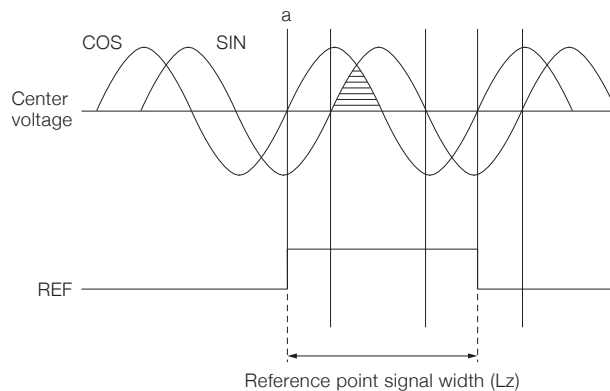 a
COS
SIN
Center
voltage
REF
Reference point signal width (Lz)